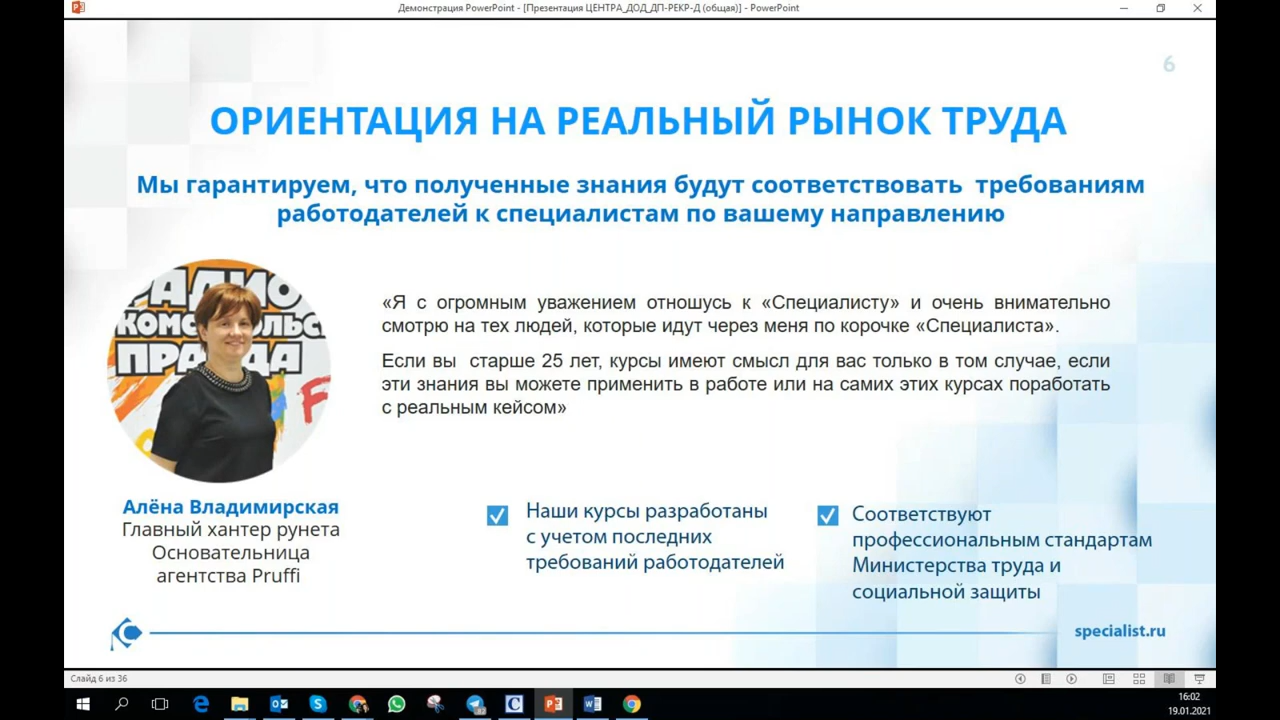 Демонстрация PowerPoint - [Презентация ЦЕНТРА_ДОД_ДП-РЕКР-Д (общая)] - PowerPoint
6
ОРИЕНТАЦИЯ НА РЕАЛЬНЫЙ РЫНОК ТРУДА
Мы гарантируем, что полученные знания будут соответствовать требованиям
работодателей к специалистам по вашему направлению
РАДИО
КОМСОМОЛЬС
ПРАВДА
«Я с огромным уважением отношусь к «Специалисту» и очень внимательно
смотрю на тех людей, которые идут через меня по корочке «Специалиста».
Если вы старше 25 лет, курсы имеют смысл для вас только в том случае, если
эти знания вы можете применить в работе или на самих этих курсах поработать
с реальным кейсом»
Алёна Владимирская
Главный хантер рунета
Основательница
агентства Pruffi
Наши курсы разработаны
с учетом последних
требований работодателей
Соответствуют
профессиональным стандартам
Министерства труда и
социальной защиты
specialist.ru
Слайд 6 из 36
16:02
19.01.2021